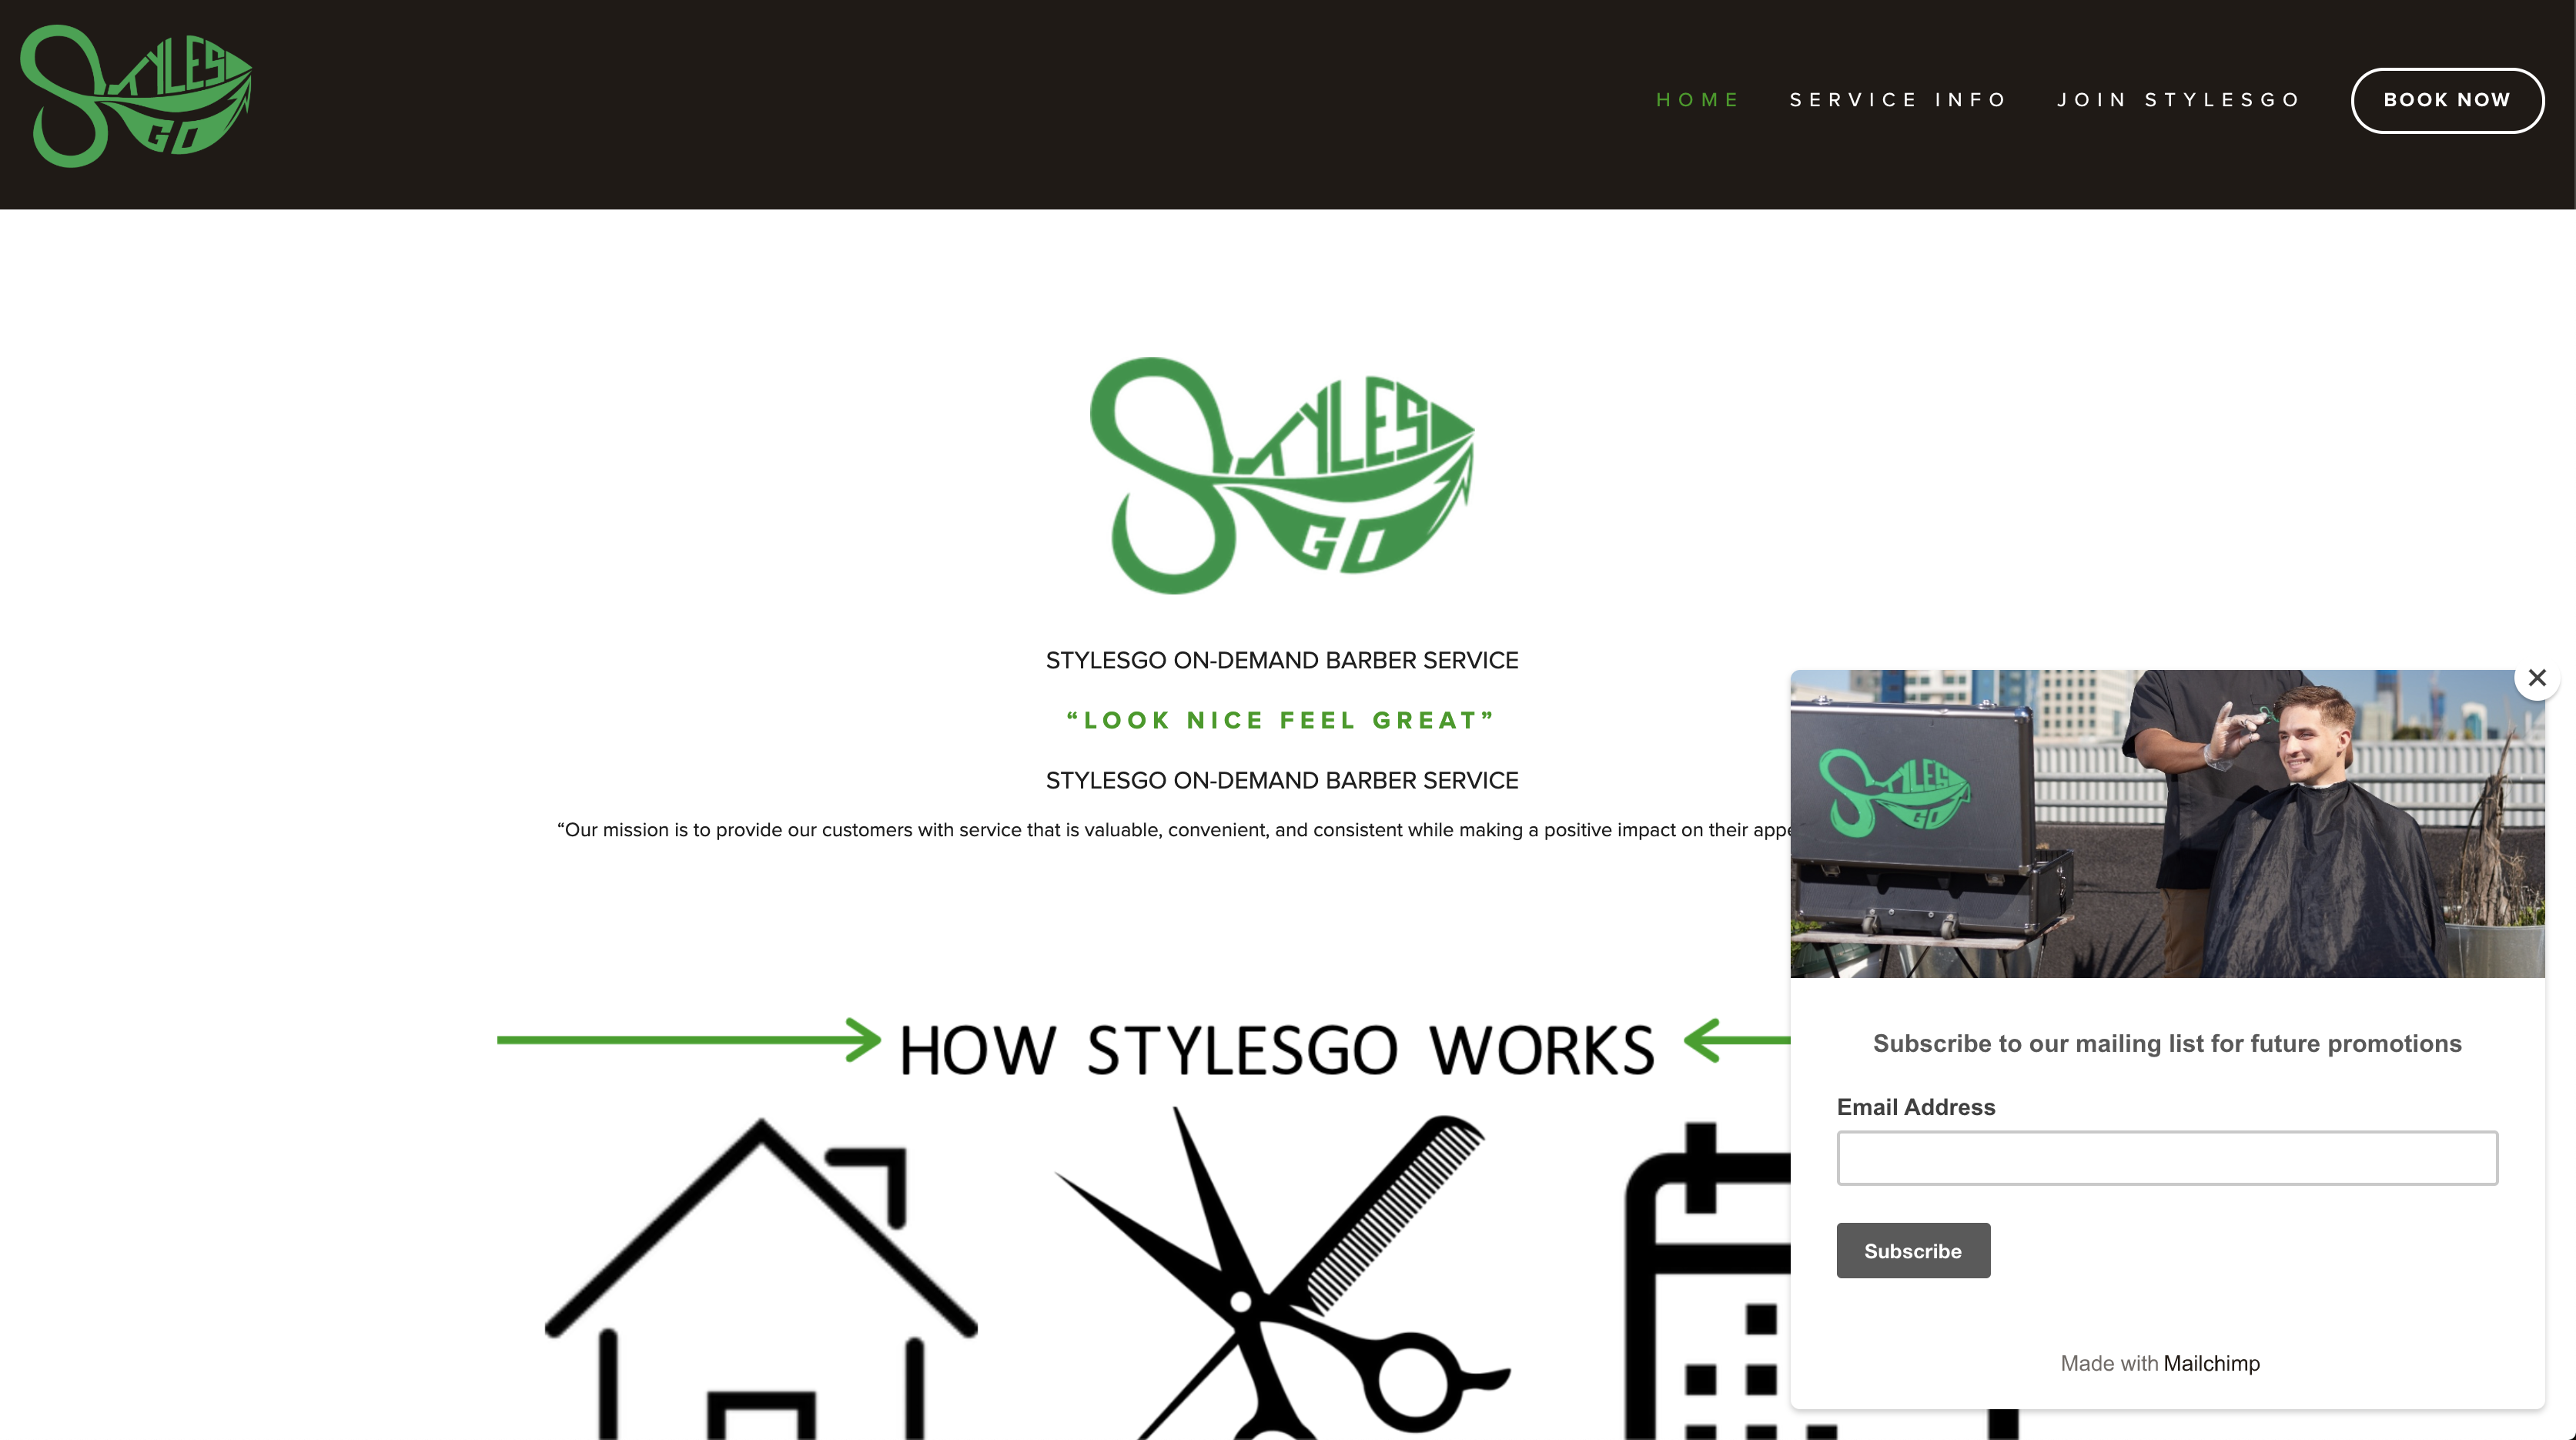 STYLES
GO
HOME SERVICE INFO JOIN STYLESGO BOOK NOW
STYLES
GO
STYLESGO ON-DEMAND BARBER SERVICE
“LOOK NICE FEEL GREAT”
STYLESGO ON-DEMAND BARBER SERVICE
“Our mission is to provide our customers with service that is valuable, convenient, and consistent while making a positive impact on their
HOW STYLESGO WORKS
STYLES
GO
Subscribe to our mailing list for future promotions
Email Address
Subscribe
Made with Mailchimp